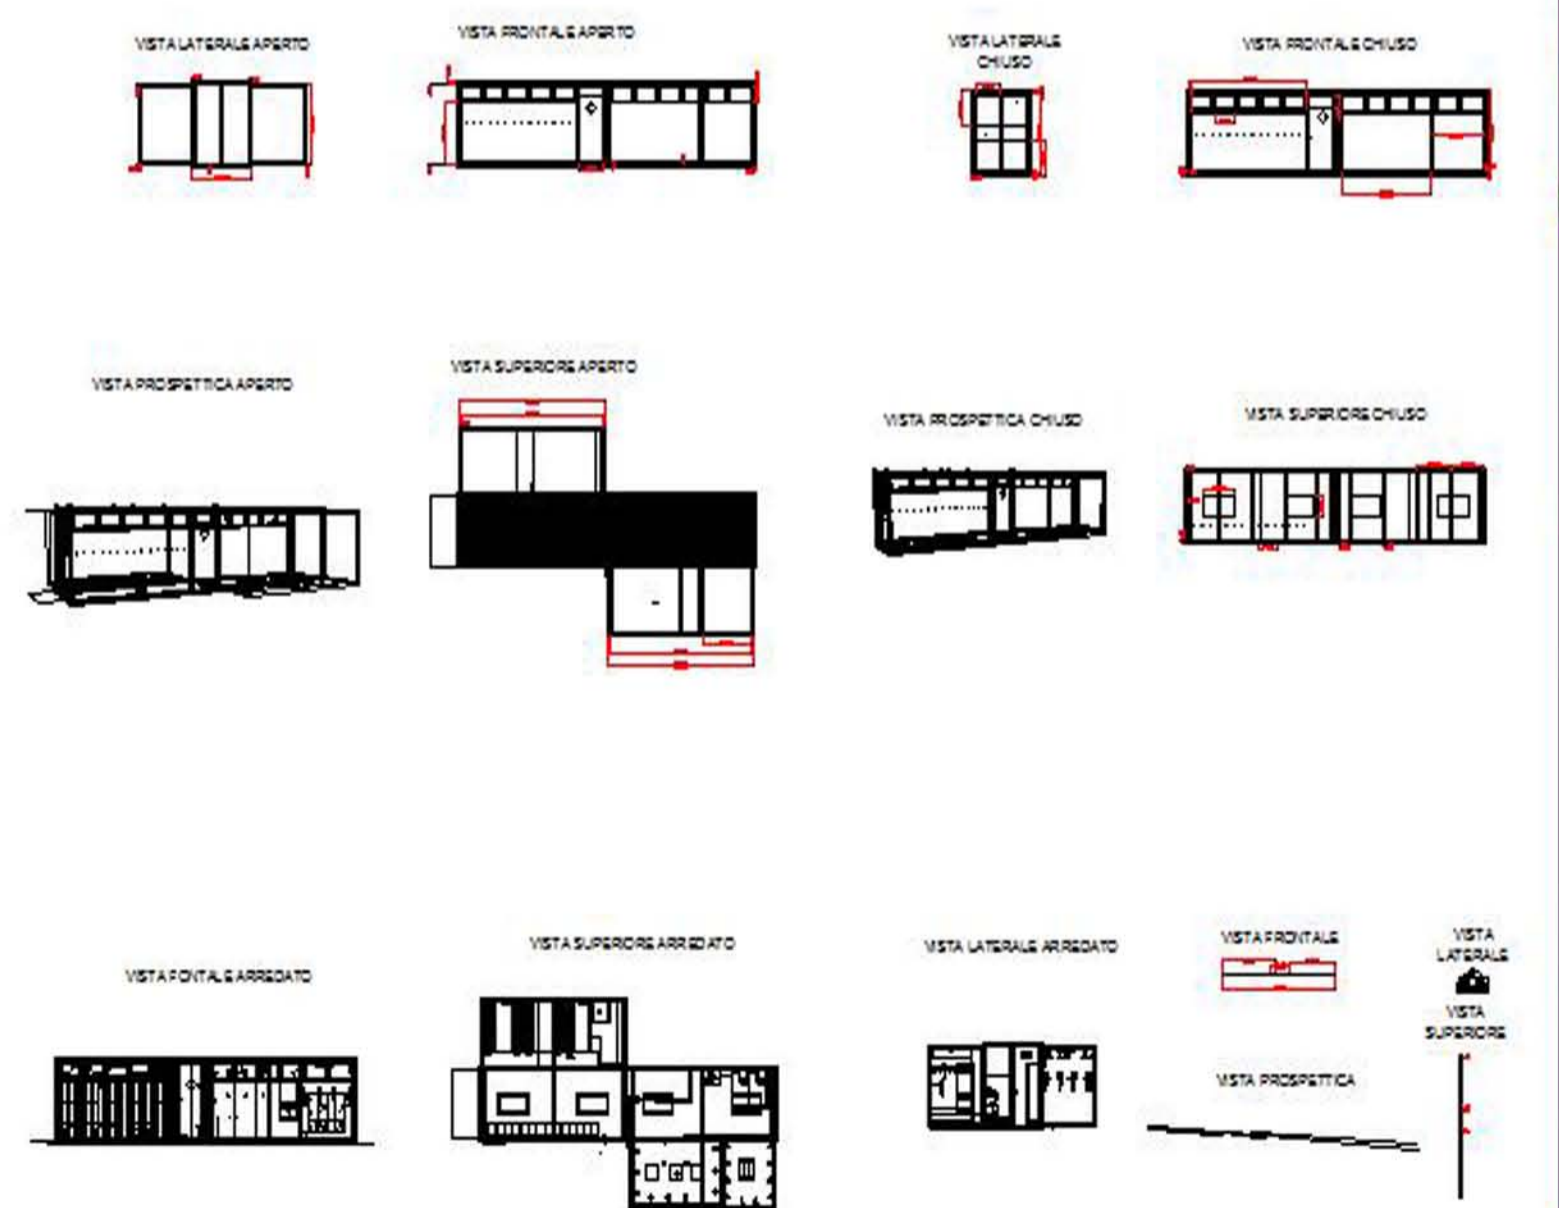 VISTA LATERALE APERTO
VISTA FRONTALE APERTO
VISTA LATERALE
CHIUSO
VISTA FRONTALE CHIUSO
VISTA PROSPETTICA APERTO
VISTA SUPERIORE APERTO
VISTA PROSPETTICA CHIUSO
VISTA SUPERIORE CHIUSO
VISTA FONTALE ARREDATO
VISTA SUPERIORE ARREDATO
VISTA LATERALE ARREDATO
VISTA FRONTALE
VISTA
LATERALE
VISTA
SUPERIORE
VISTA PROSPETTICA